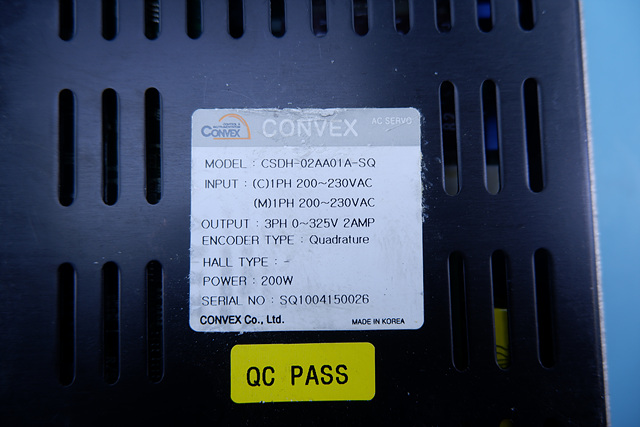 CONVEX
CONVEX AC SERVO
MODEL : CSDH-02AA01A-SQ
INPUT : (C)1PH 200~230VAC
(M)1PH 200~230VAC
OUTPUT : 3PH 0~325V 2AMP
ENCODER TYPE : Quadrature
HALL TYPE : -
POWER : 200W
SERIAL NO : SQ1004150026
CONVEX Co., Ltd. MADE IN KOREA
QC PASS